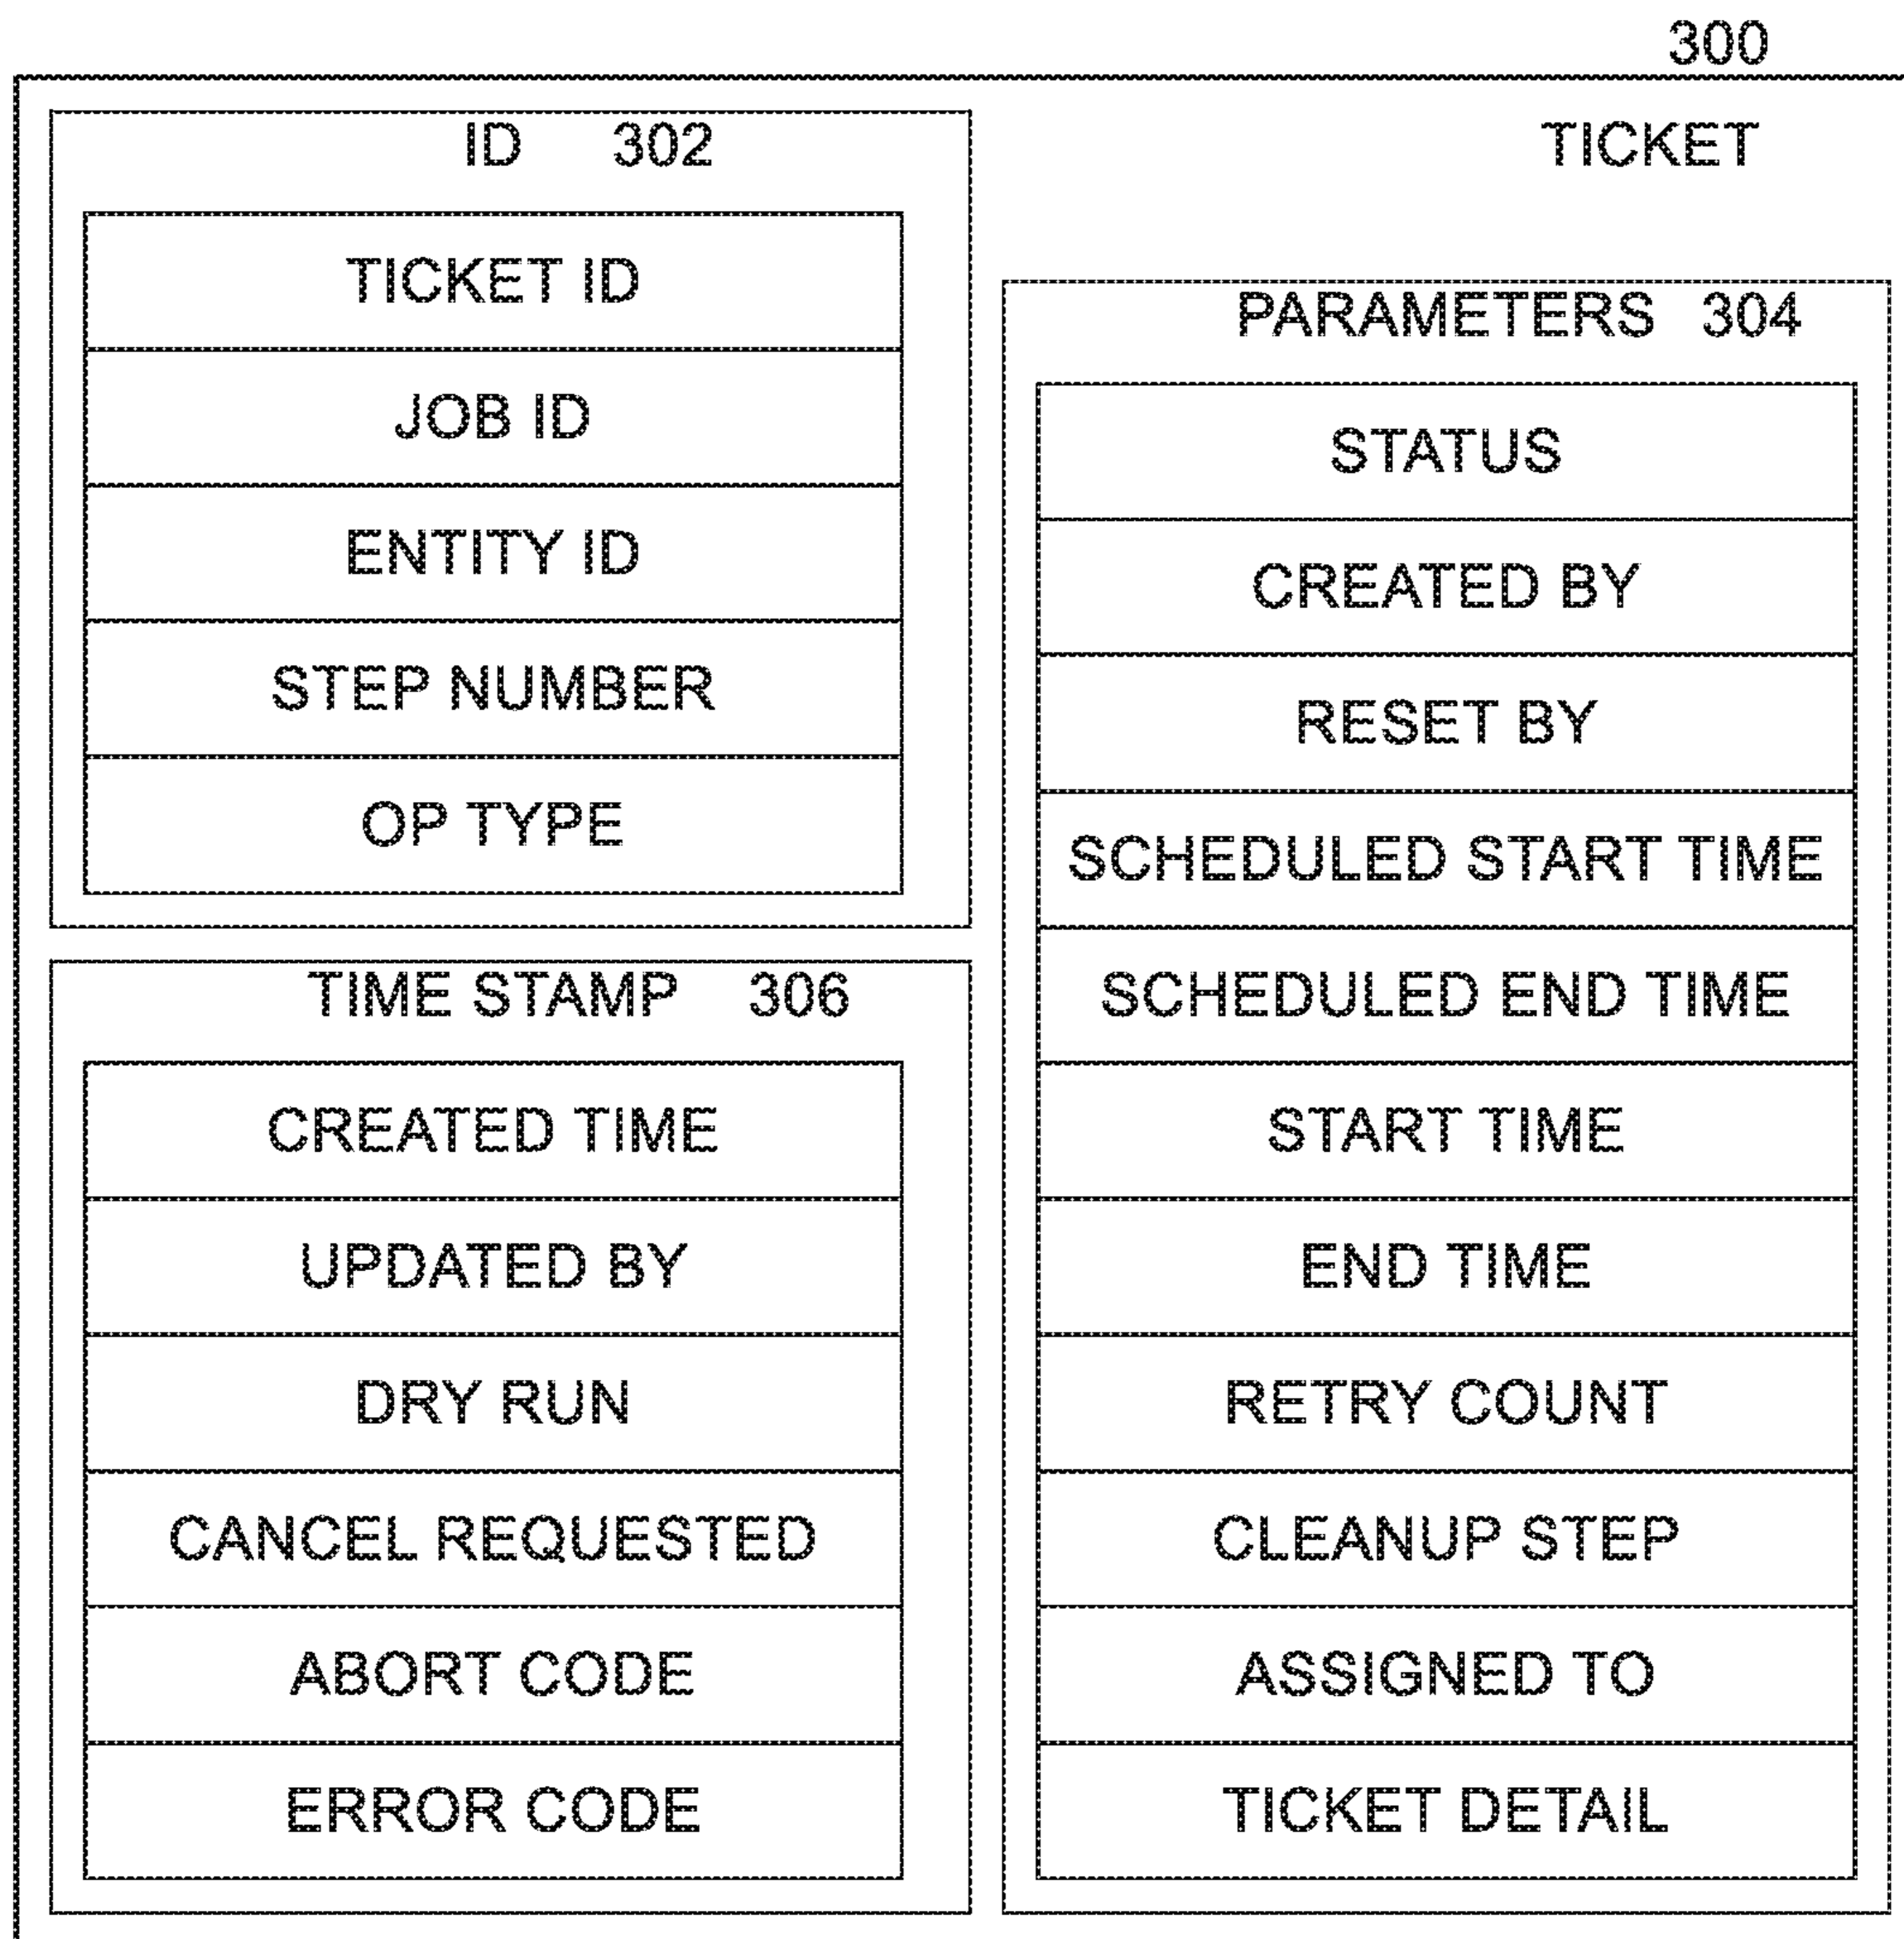 300
TICKET
ID 302
TICKET ID
JOB ID
ENTITY ID
STEP NUMBER
OP TYPE
TIME STAMP 306
CREATED TIME
UPDATED BY
DRY RUN
CANCEL REQUESTED
ABORT CODE
ERROR CODE
PARAMETERS 304
STATUS
CREATED BY
RESET BY
SCHEDULED START TIME
SCHEDULED END TIME
START TIME
END TIME
RETRY COUNT
CLEANUP STEP
ASSIGNED TO
TICKET DETAIL